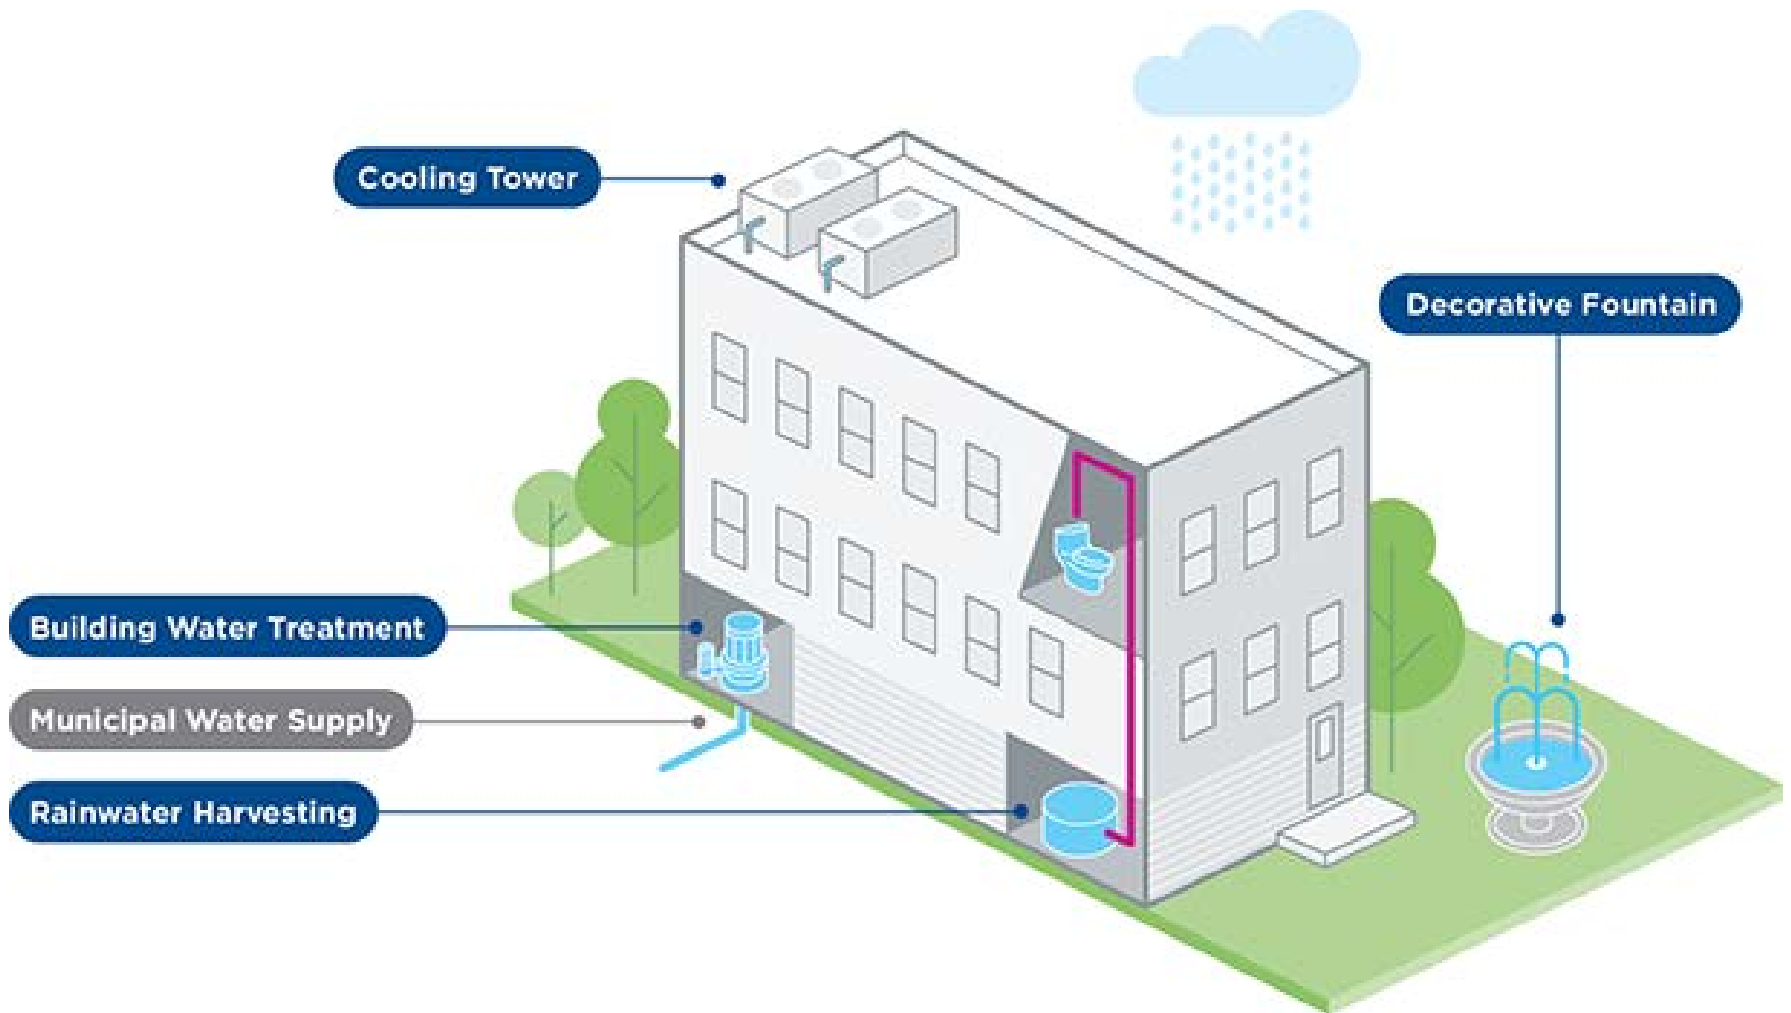 Cooling Tower
Decorative Fountain
Building Water Treatment
Municipal Water Supply
Rainwater Harvesting